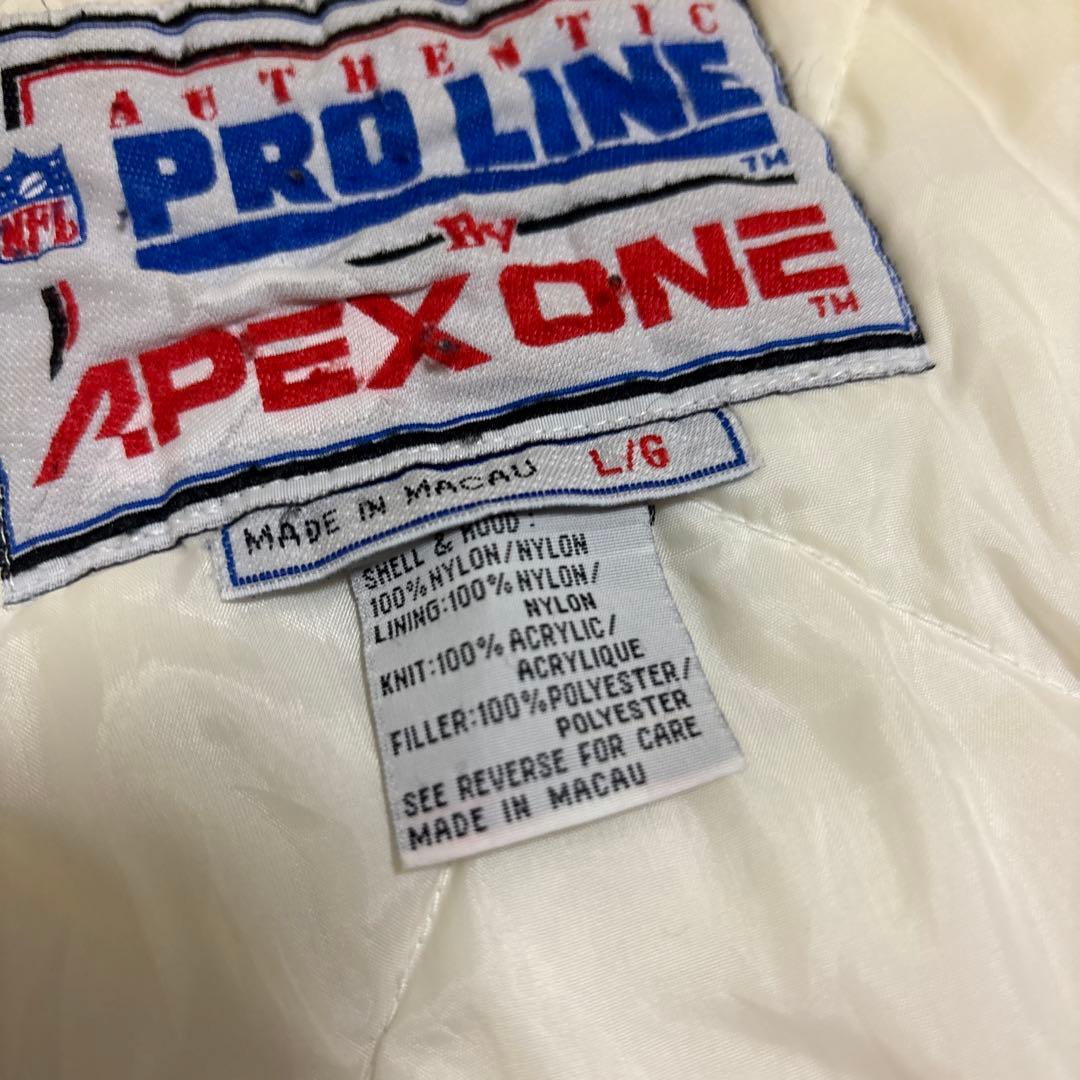 AUTHENTIC
PRO LINE
TM
NFL
By
APEX ONE
TM
MADE IN MACAU L/G
SHELL & HOOD:
100% NYLON/NYLON
LINING:100% NYLON/
NYLON
KNIT:100% ACRYLIC/
ACRYLIQUE
FILLER:100% POLYESTER/
POLYESTER
SEE REVERSE FOR CARE
MADE IN MACAU